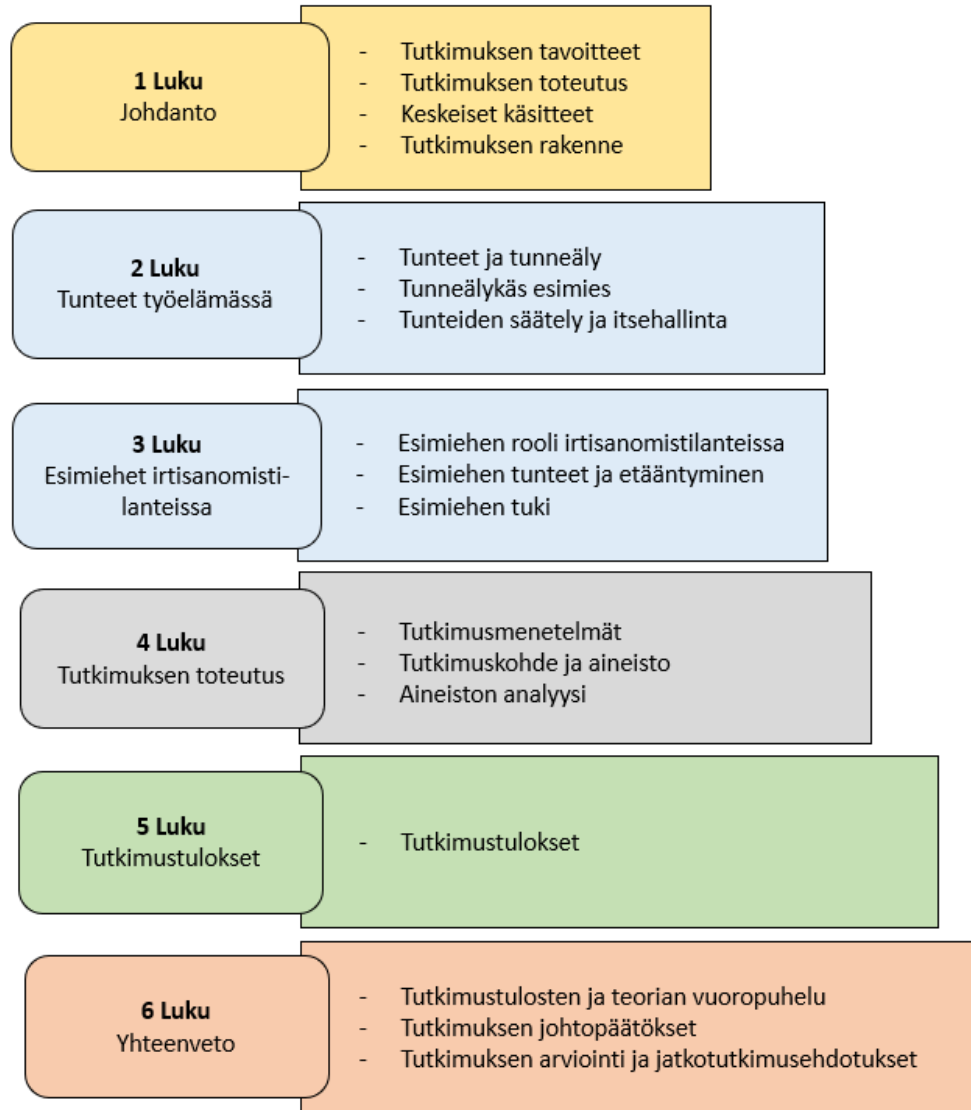 1 Luku
Johdanto
- Tutkimuksen tavoitteet
- Tutkimuksen toteutus
- Keskeiset käsitteet
- Tutkimuksen rakenne
2 Luku
Tunteet työelämässä
- Tunteet ja tunneäly
- Tunneälykäs esimies
- Tunteiden säätely ja itsehallinta
3 Luku
Esimiehet irtisanomisti-
lanteissa
- Esimiehen rooli irtisanomistilanteissa
- Esimiehen tunteet ja etääntyminen
- Esimiehen tuki
4 Luku
Tutkimuksen toteutus
- Tutkimusmenetelmät
- Tutkimuskohde ja aineisto
- Aineiston analyysi
5 Luku
Tutkimustulokset
- Tutkimustulokset
6 Luku
Yhteenveto
- Tutkimustulosten ja teorian vuoropuhelu
- Tutkimuksen johtopäätökset
- Tutkimuksen arviointi ja jatkotutkimusehdotukset